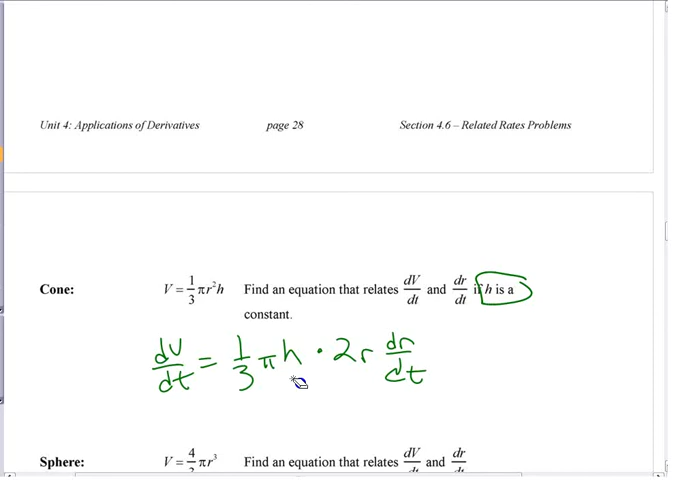 Unit 4: Applications of Derivatives page 28 Section 4.6 – Related Rates Problems
Cone: V = 1/3 πr²h Find an equation that relates dV/dt and dr/dt if h is a
constant.
dV/dt = 1/3 πh • 2r dr/dt
Sphere: V = 4/3 πr³ Find an equation that relates dV/dt and dr/dt